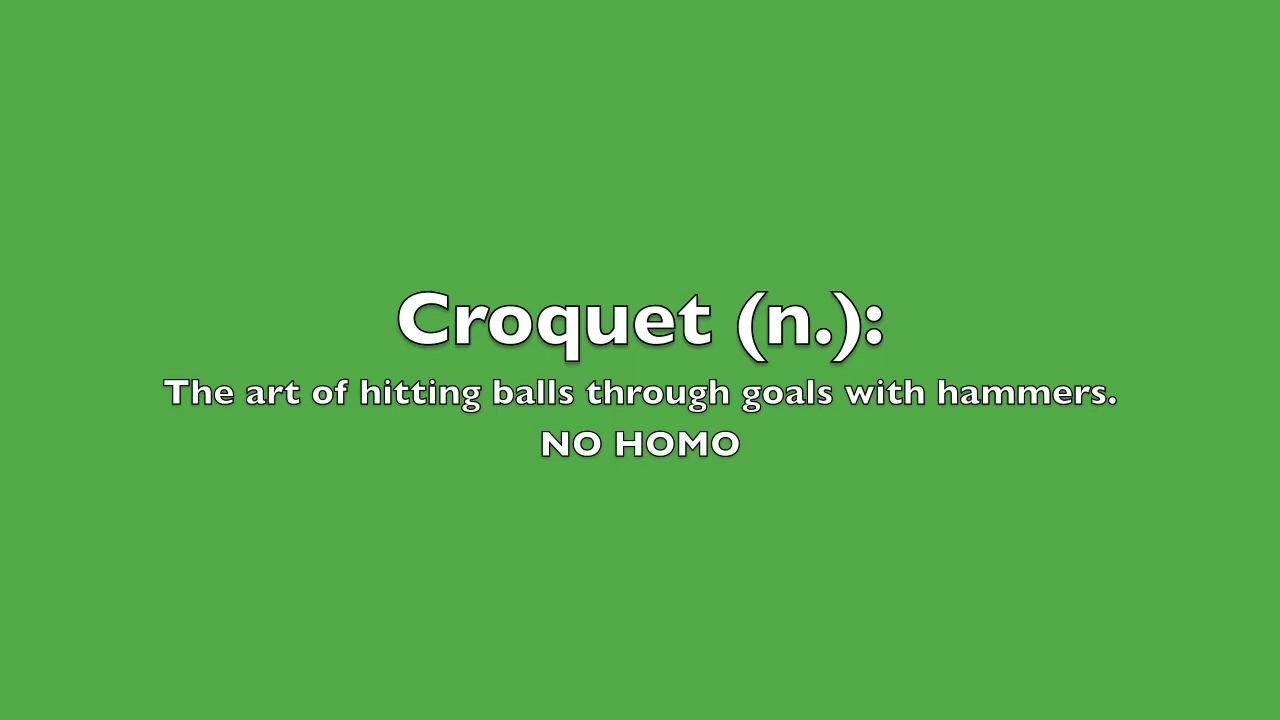 Croquet (n.):
The art of hitting balls through goals with hammers.
NO HOMO